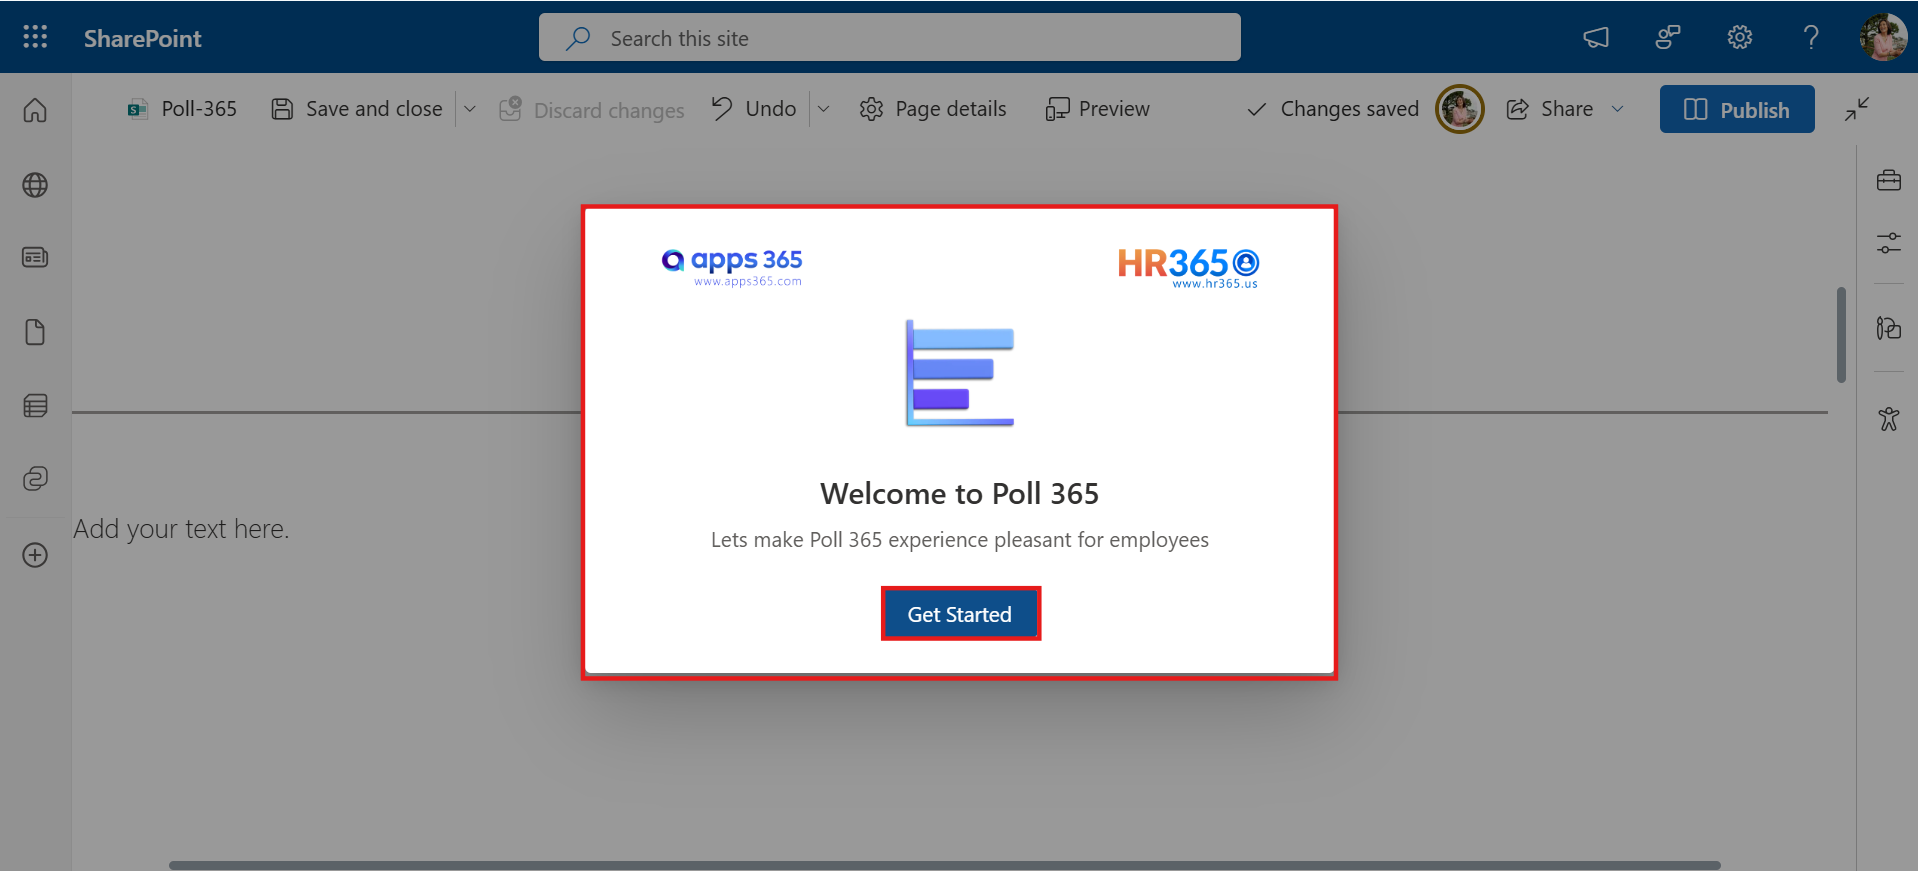 SharePoint
Search this site
Poll-365
Save and close
Discard changes
Undo
Page details
Preview
Changes saved
Share
Publish
apps 365
www.apps365.com
HR365
www.hr365.us
Welcome to Poll 365
Lets make Poll 365 experience pleasant for employees
Add your text here.
Get Started